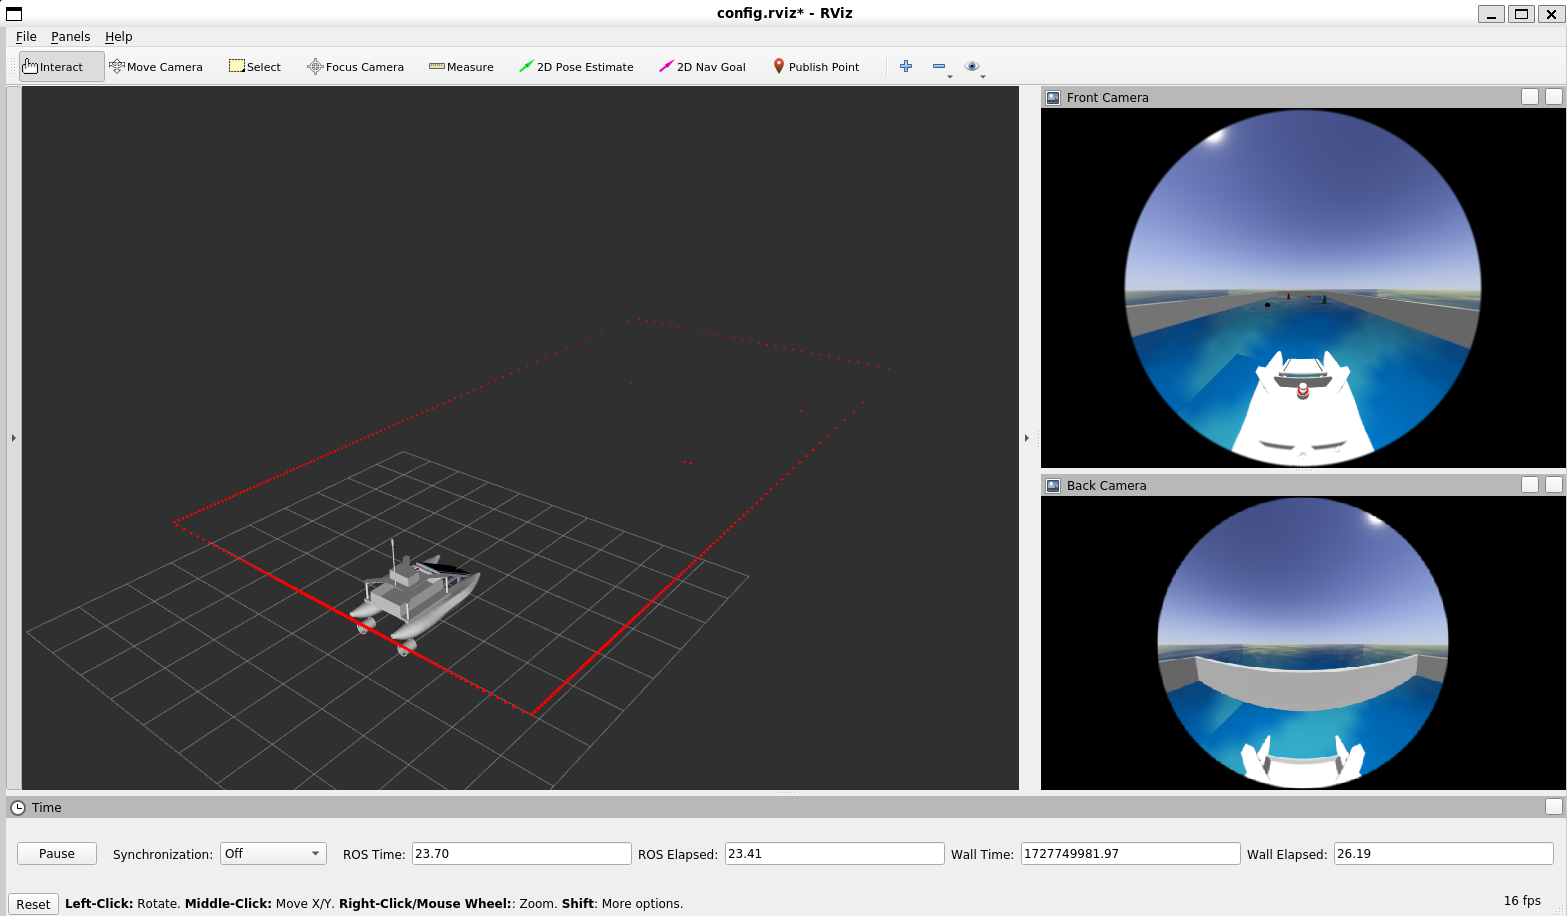 config.rviz* - RViz
File Panels Help
Interact Move Camera Select Focus Camera Measure 2D Pose Estimate 2D Nav Goal Publish Point
Front Camera
Back Camera
Time
Pause Synchronization: Off ROS Time: 23.70 ROS Elapsed: 23.41 Wall Time: 1727749981.97 Wall Elapsed: 26.19
Reset Left-Click: Rotate. Middle-Click: Move X/Y. Right-Click/Mouse Wheel:: Zoom. Shift: More options. 16 fps